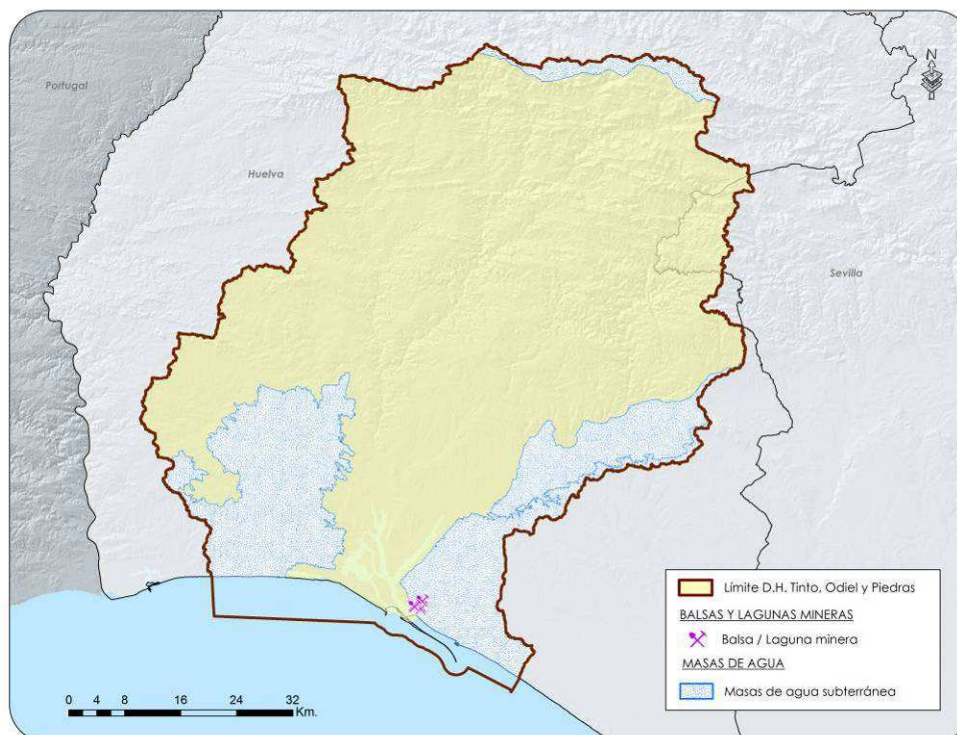 N
Portugal
Huelva
Sevilla
Límite D.H. Tinto, Odiel y Piedras
BALSAS Y LAGUNAS MINERAS
Balsa / Laguna minera
MASAS DE AGUA
Masas de agua subterránea
0 4 8 16 24 32
Km.